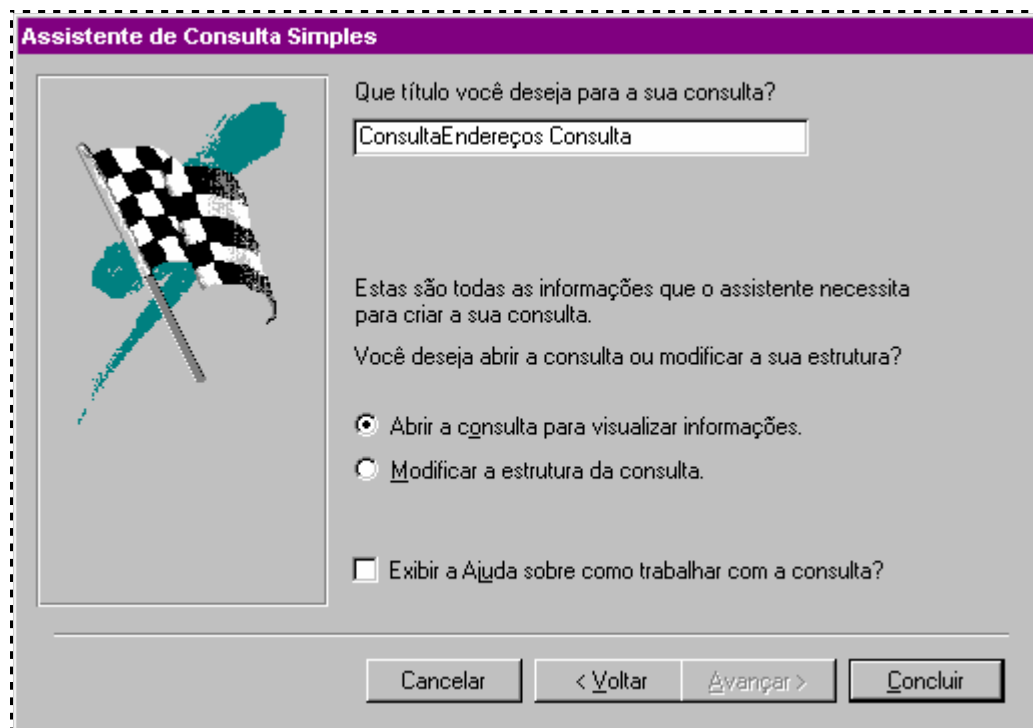 Assistente de Consulta Simples
Que título você deseja para a sua consulta?
ConsultaEndereços Consulta
Estas são todas as informações que o assistente necessita
para criar a sua consulta.
Você deseja abrir a consulta ou modificar a sua estrutura?
Abrir a consulta para visualizar informações.
Modificar a estrutura da consulta.
Exibir a Ajuda sobre como trabalhar com a consulta?
Cancelar < Voltar Avançar > Concluir